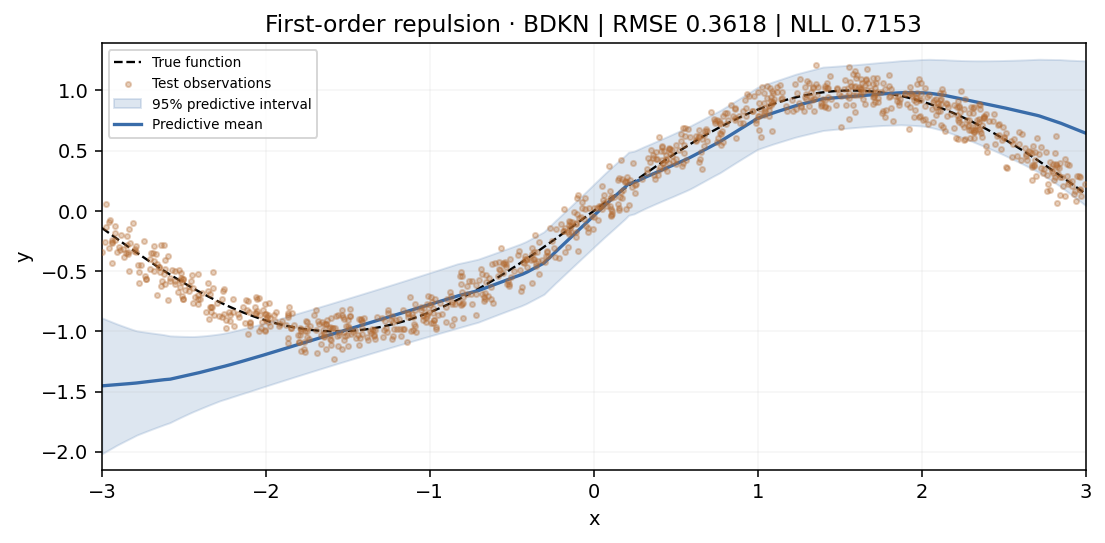 First-order repulsion · BDKN | RMSE 0.3618 | NLL 0.7153
True function
Test observations
95% predictive interval
Predictive mean
y
1.0
0.5
0.0
−0.5
−1.0
−1.5
−2.0
−3
−2
−1
0
1
2
3
x